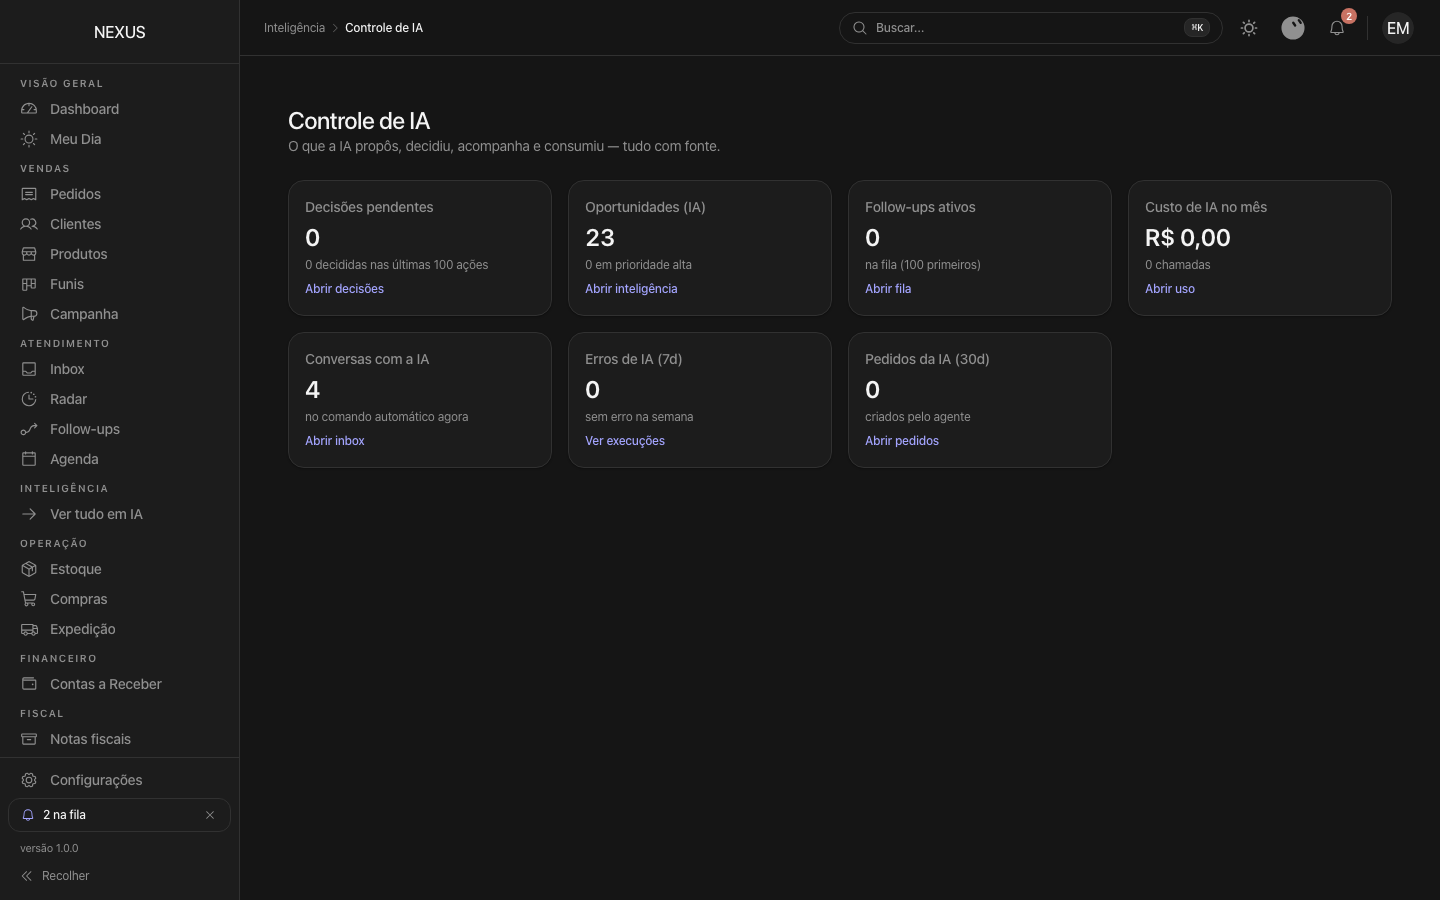 NEXUS
Inteligência
Controle de IA
Buscar...
⌘K
2
EM
VISÃO GERAL
Dashboard
Meu Dia
VENDAS
Pedidos
Clientes
Produtos
Funis
Campanha
ATENDIMENTO
Inbox
Radar
Follow-ups
Agenda
INTELIGÊNCIA
Ver tudo em IA
OPERAÇÃO
Estoque
Compras
Expedição
FINANCEIRO
Contas a Receber
FISCAL
Notas fiscais
Configurações
2 na fila
versão 1.0.0
Recolher
Controle de IA
O que a IA propôs, decidiu, acompanha e consumiu — tudo com fonte.
Decisões pendentes
0
0 decididas nas últimas 100 ações
Abrir decisões
Oportunidades (IA)
23
0 em prioridade alta
Abrir inteligência
Follow-ups ativos
0
na fila (100 primeiros)
Abrir fila
Custo de IA no mês
R$ 0,00
0 chamadas
Abrir uso
Conversas com a IA
4
no comando automático agora
Abrir inbox
Erros de IA (7d)
0
sem erro na semana
Ver execuções
Pedidos da IA (30d)
0
criados pelo agente
Abrir pedidos